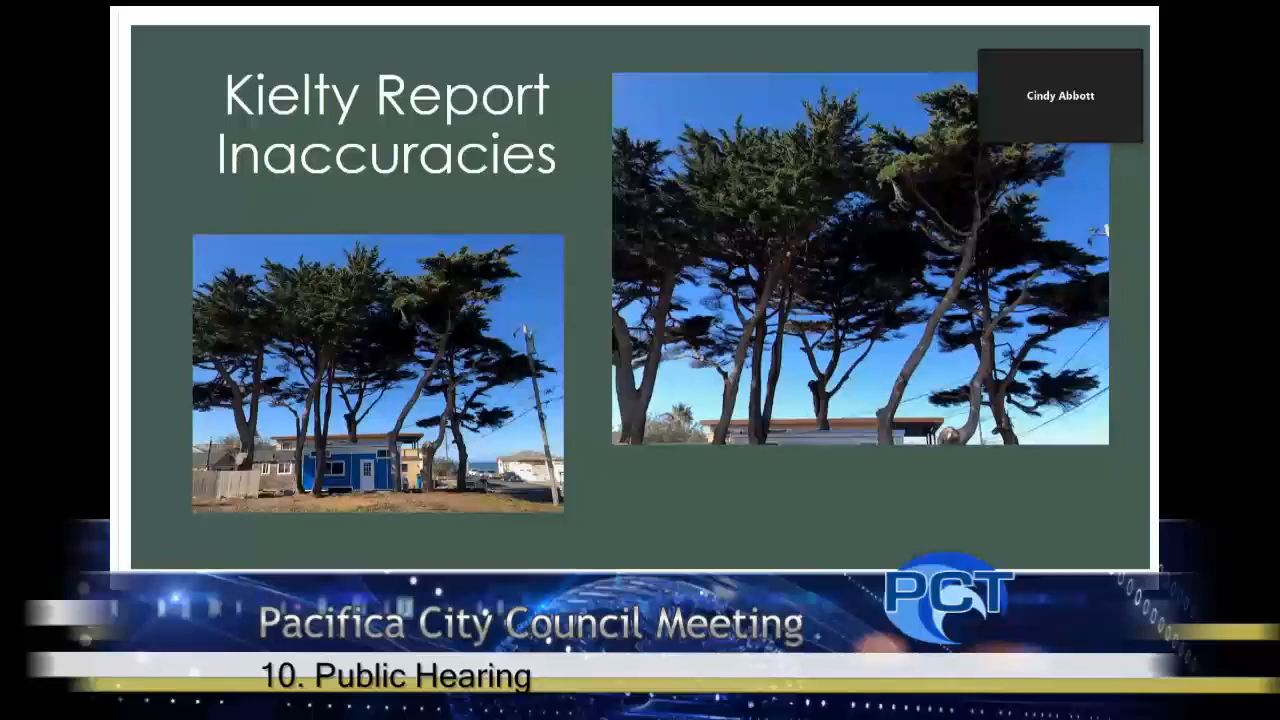 Kielty Report
Inaccuracies
Cindy Abbott
PCT
Pacifica City Council Meeting
10. Public Hearing